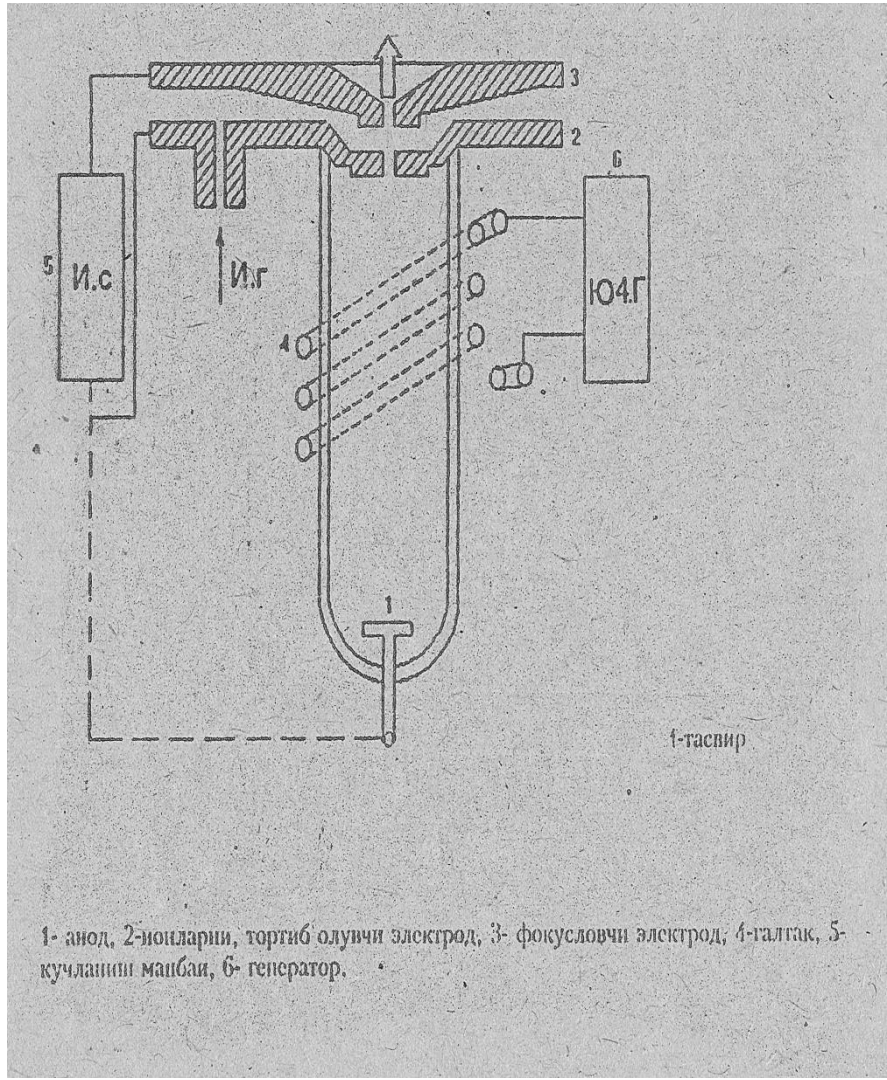 3
2
6
5
И.с
И.г
Ю4.Г
4
1
1-тасвир
1- анод, 2-ионларни, тортиб олувчи электрод, 3- фокусловчи электрод, 4-галтак, 5-
кучланиш манбаи, 6- генератор.